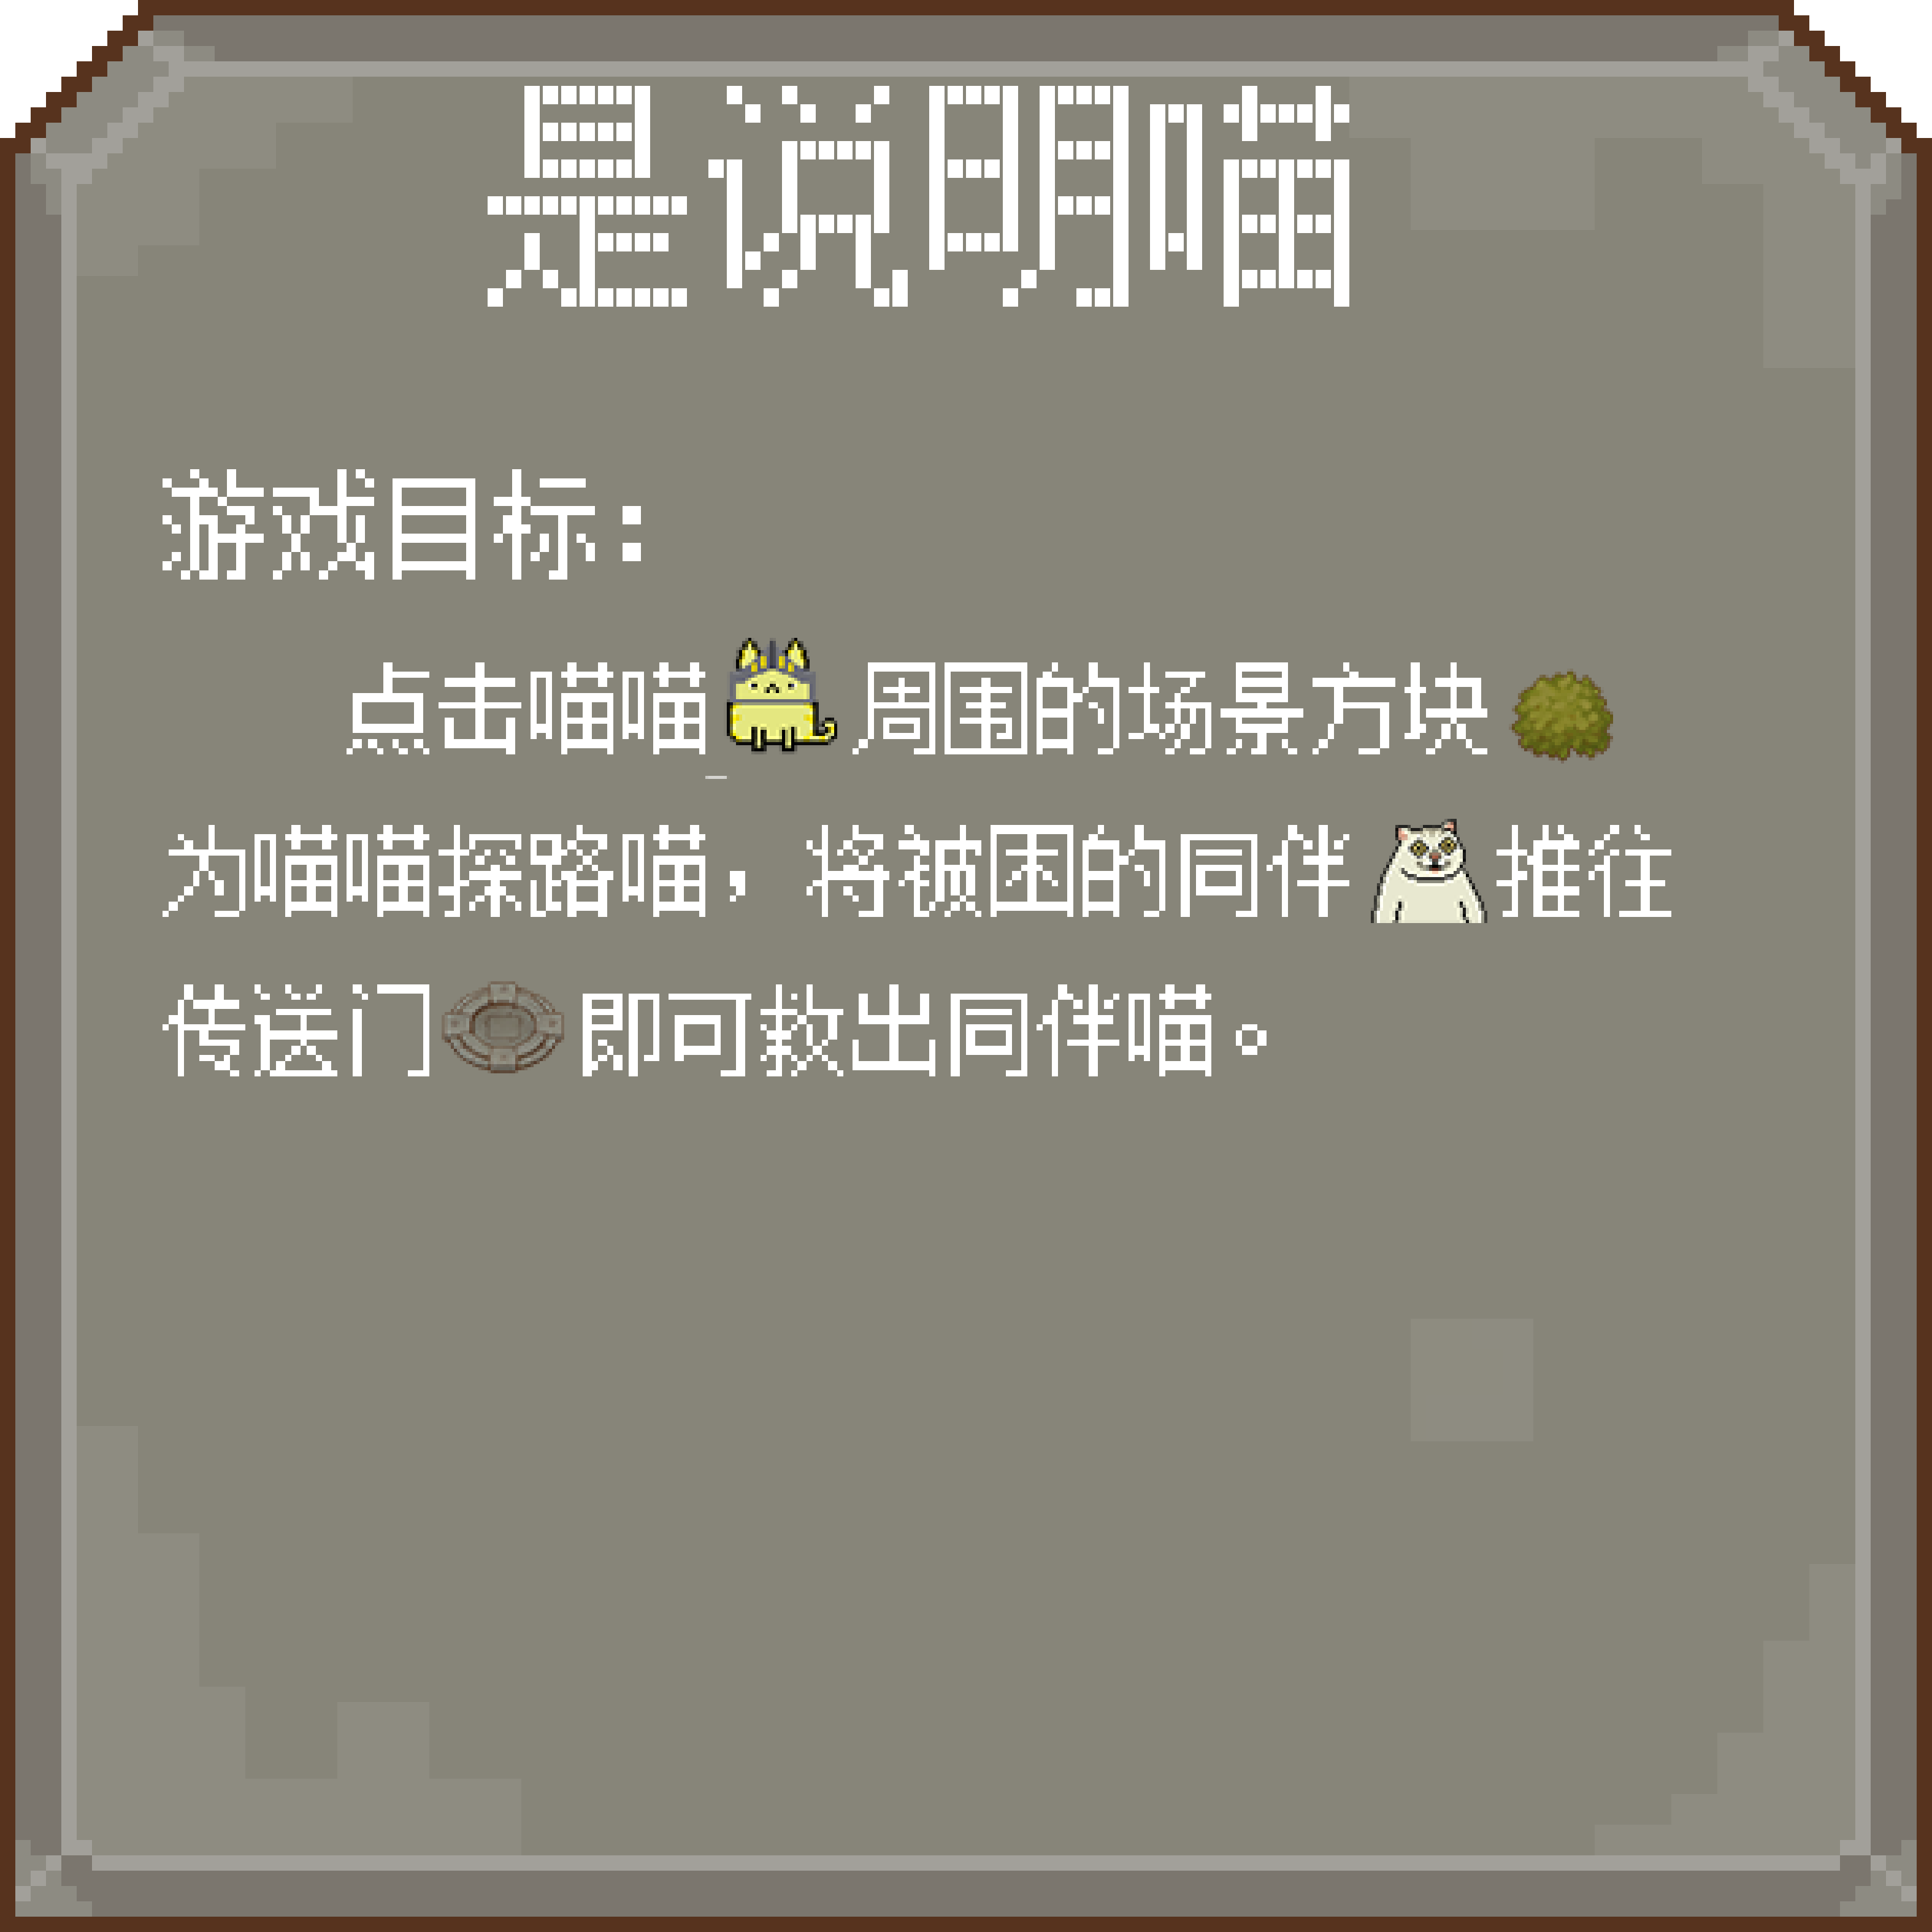 是说明喵
游戏目标：
点击喵喵周围的场景方块
为喵喵探路喵，将被困的同伴推往
传送门即可救出同伴喵。